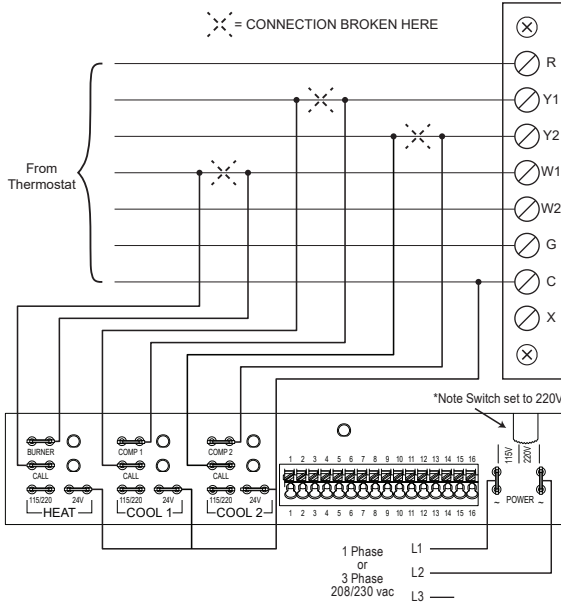 = CONNECTION BROKEN HERE
R
Y1
Y2
From
Thermostat
W1
W2
G
C
X
*Note Switch set to 220V
115V
220V
BURNER
COMP 1
COMP 2
CALL
CALL
CALL
115/220 24V
115/220 24V
115/220 24V
HEAT
COOL 1
COOL 2
1 2 3 4 5 6 7 8 9 10 11 12 13 14 15 16
1 2 3 4 5 6 7 8 9 10 11 12 13 14 15 16
~ POWER ~
1 Phase
or
3 Phase
208/230 vac
L1
L2
L3